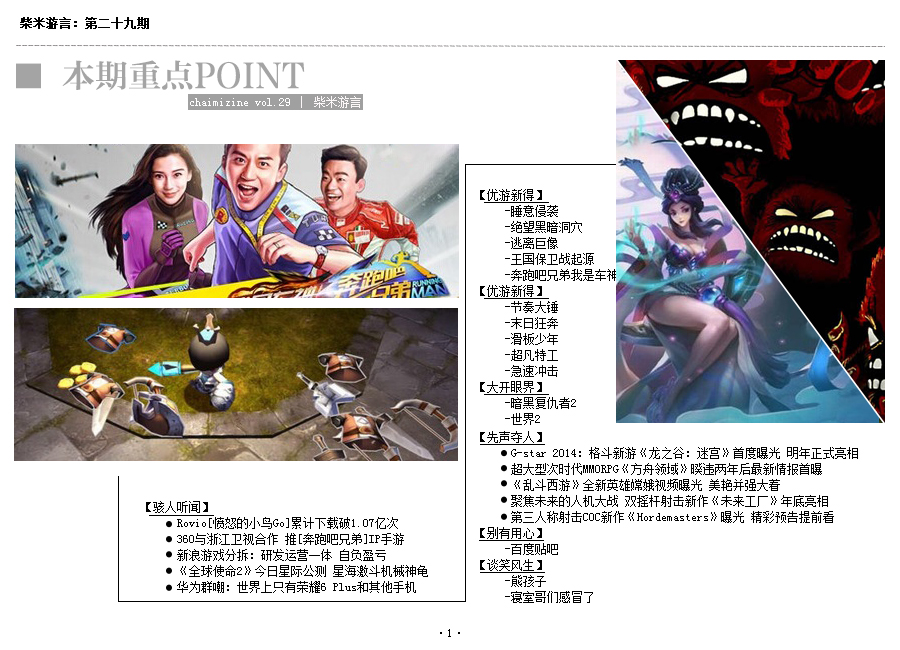 柴米游言：第二十九期
本期重点POINT
chaimizine vol.29 | 柴米游言
奔跑吧
兄弟
RUNNING
MAN
【优游新得】
-睡意侵袭
-绝望黑暗洞穴
-逃离巨像
-王国保卫战起源
-奔跑吧兄弟我是车神
【优游新得】
-节奏大锤
-末日狂奔
-滑板少年
-超凡特工
-急速冲击
【大开眼界】
-暗黑复仇者2
-世界2
【先声夺人】
●G-star 2014：格斗新游《龙之谷：迷宫》首度曝光 明年正式亮相
●超大型次时代MMORPG《方舟领域》暌违两年后最新情报首曝
●《乱斗西游》全新英雄嫦娥视频曝光 美艳并强大着
●聚焦未来的人机大战 双摇杆射击新作《未来工厂》年底亮相
●第三人称射击COC新作《Hordemasters》曝光 精彩预告提前看
【别有用心】
-百度贴吧
【谈笑风生】
-熊孩子
-寝室哥们感冒了
【骇人听闻】
●Rovio[愤怒的小鸟Go]累计下载破1.07亿次
●360与浙江卫视合作 推[奔跑吧兄弟]IP手游
●新浪游戏分拆：研发运营一体 自负盈亏
●《全球使命2》今日星际公测 星海激斗机械神龟
●华为群嘲：世界上只有荣耀6 Plus和其他手机
·1·